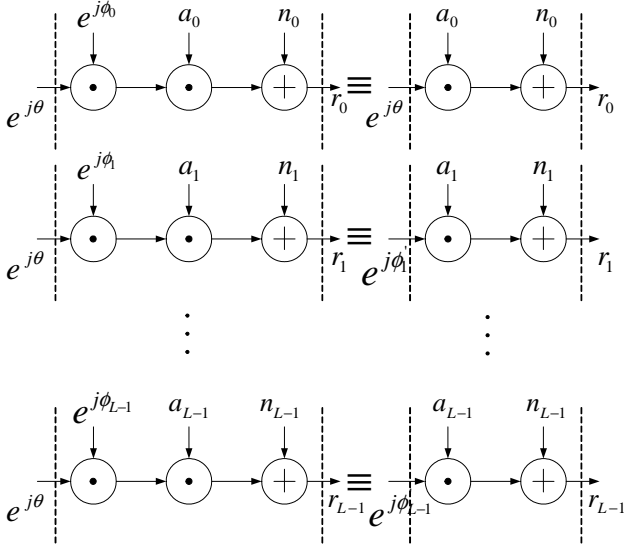 e^{jϕ_0} a_0 n_0 a_0 n_0
e^{jθ} r_0 ≡ e^{jθ} r_0
e^{jϕ_1} a_1 n_1 a_1 n_1
e^{jθ} r_1 ≡ e^{jϕ_1'} r_1
e^{jϕ_{L-1}} a_{L-1} n_{L-1} a_{L-1} n_{L-1}
e^{jθ} r_{L-1} ≡ e^{jϕ_{L-1}} r_{L-1}